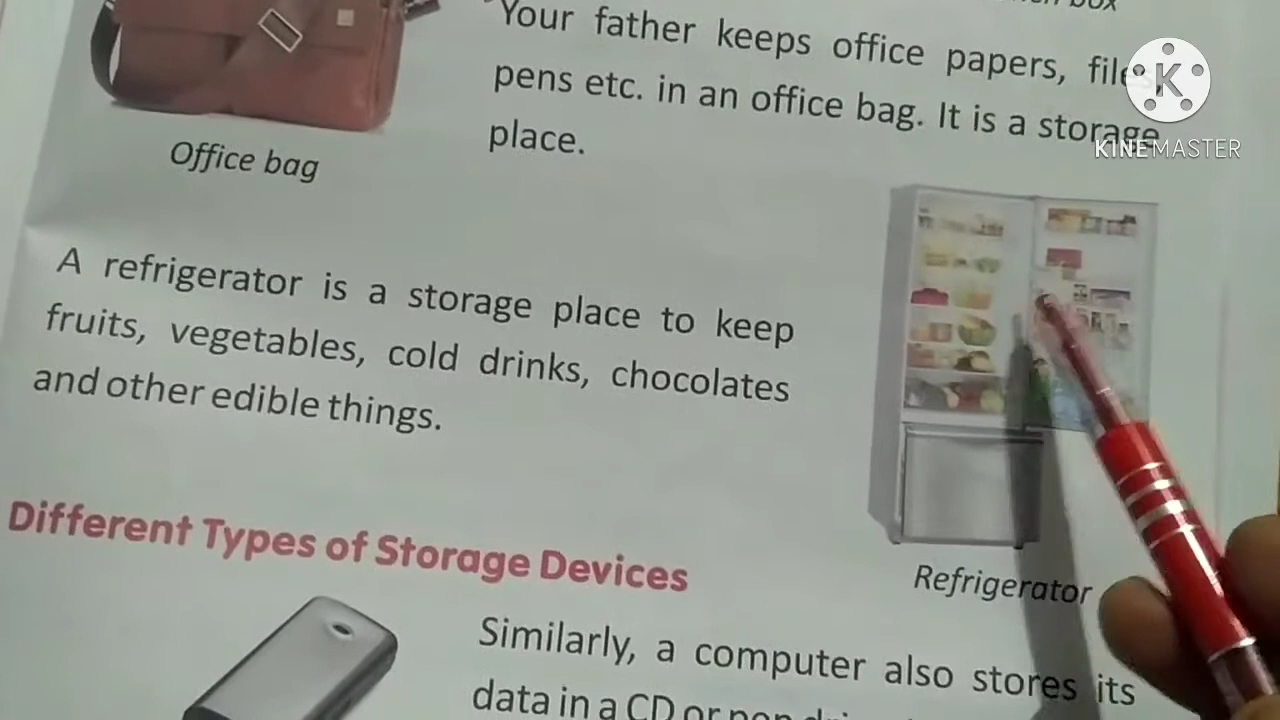 box
Your father keeps office papers, files,
pens etc. in an office bag. It is a storage
place.
Office bag
K
KINEMASTER
A refrigerator is a storage place to keep
fruits, vegetables, cold drinks, chocolates
and other edible things.
Refrigerator
Different Types of Storage Devices
Similarly, a computer also stores its
data in a CD or pen